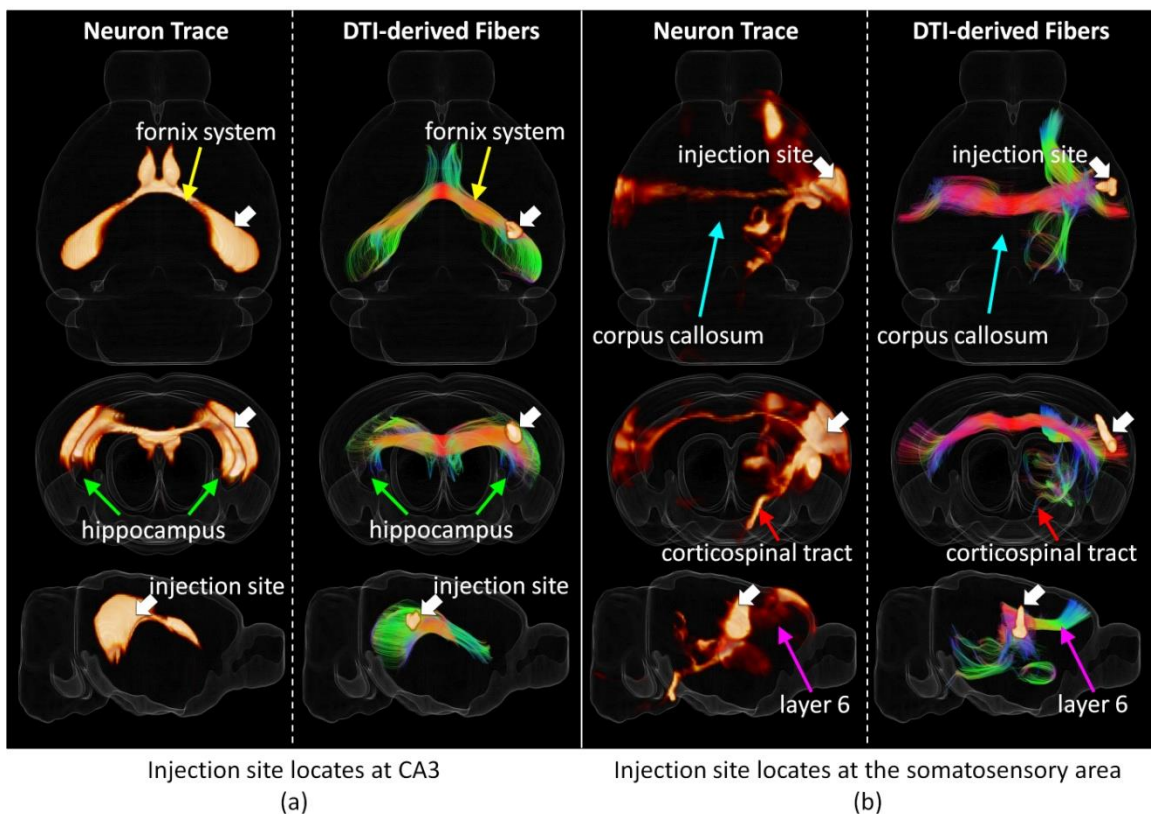 Neuron Trace
DTI-derived Fibers
Neuron Trace
DTI-derived Fibers
fornix system
fornix system
injection site
injection site
corpus callosum
corpus callosum
hippocampus
hippocampus
corticospinal tract
corticospinal tract
injection site
injection site
layer 6
layer 6
Injection site locates at CA3
Injection site locates at the somatosensory area
(a)
(b)